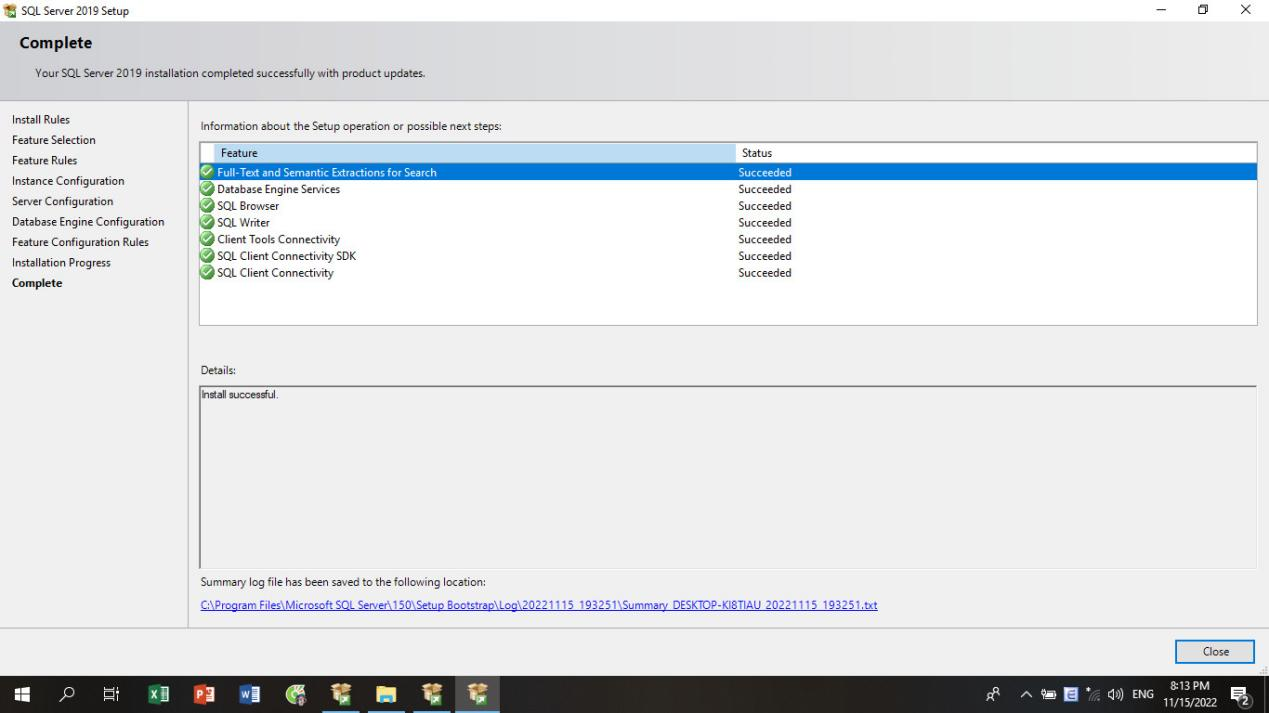 SQL Server 2019 Setup
Complete
Your SQL Server 2019 installation completed successfully with product updates.
Install Rules
Feature Selection
Feature Rules
Instance Configuration
Server Configuration
Database Engine Configuration
Feature Configuration Rules
Installation Progress
Complete
Information about the Setup operation or possible next steps:
Feature Status
Full-Text and Semantic Extractions for Search Succeeded
Database Engine Services Succeeded
SQL Browser Succeeded
SQL Writer Succeeded
Client Tools Connectivity Succeeded
SQL Client Connectivity SDK Succeeded
SQL Client Connectivity Succeeded
Details:
Install successful.
Summary log file has been saved to the following location:
C:\Program Files\Microsoft SQL Server\150\Setup Bootstrap\Log\20221115_193251\Summary_DESKTOP-KI8TIAU_20221115_193251.txt
Close
ENG
8:13 PM
11/15/2022
2